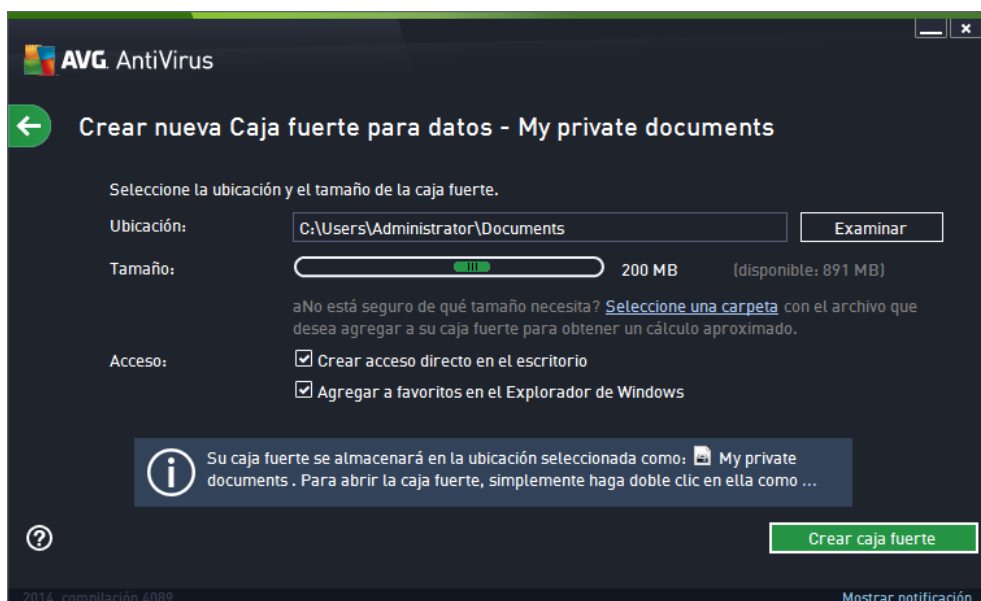 AVG. AntiVirus
Crear nueva Caja fuerte para datos - My private documents
Seleccione la ubicación y el tamaño de la caja fuerte.
Ubicación:
C:\Users\Administrator\Documents
Examinar
Tamaño:
200 MB
(disponible: 891 MB)
aNo está seguro de qué tamaño necesita? Seleccione una carpeta con el archivo que
desea agregar a su caja fuerte para obtener un cálculo aproximado.
Acceso:
Crear acceso directo en el escritorio
Agregar a favoritos en el Explorador de Windows
Su caja fuerte se almacenará en la ubicación seleccionada como: My private
documents . Para abrir la caja fuerte, simplemente haga doble clic en ella como ...
Crear caja fuerte
2014 compilación 4089
Mostrar notificación